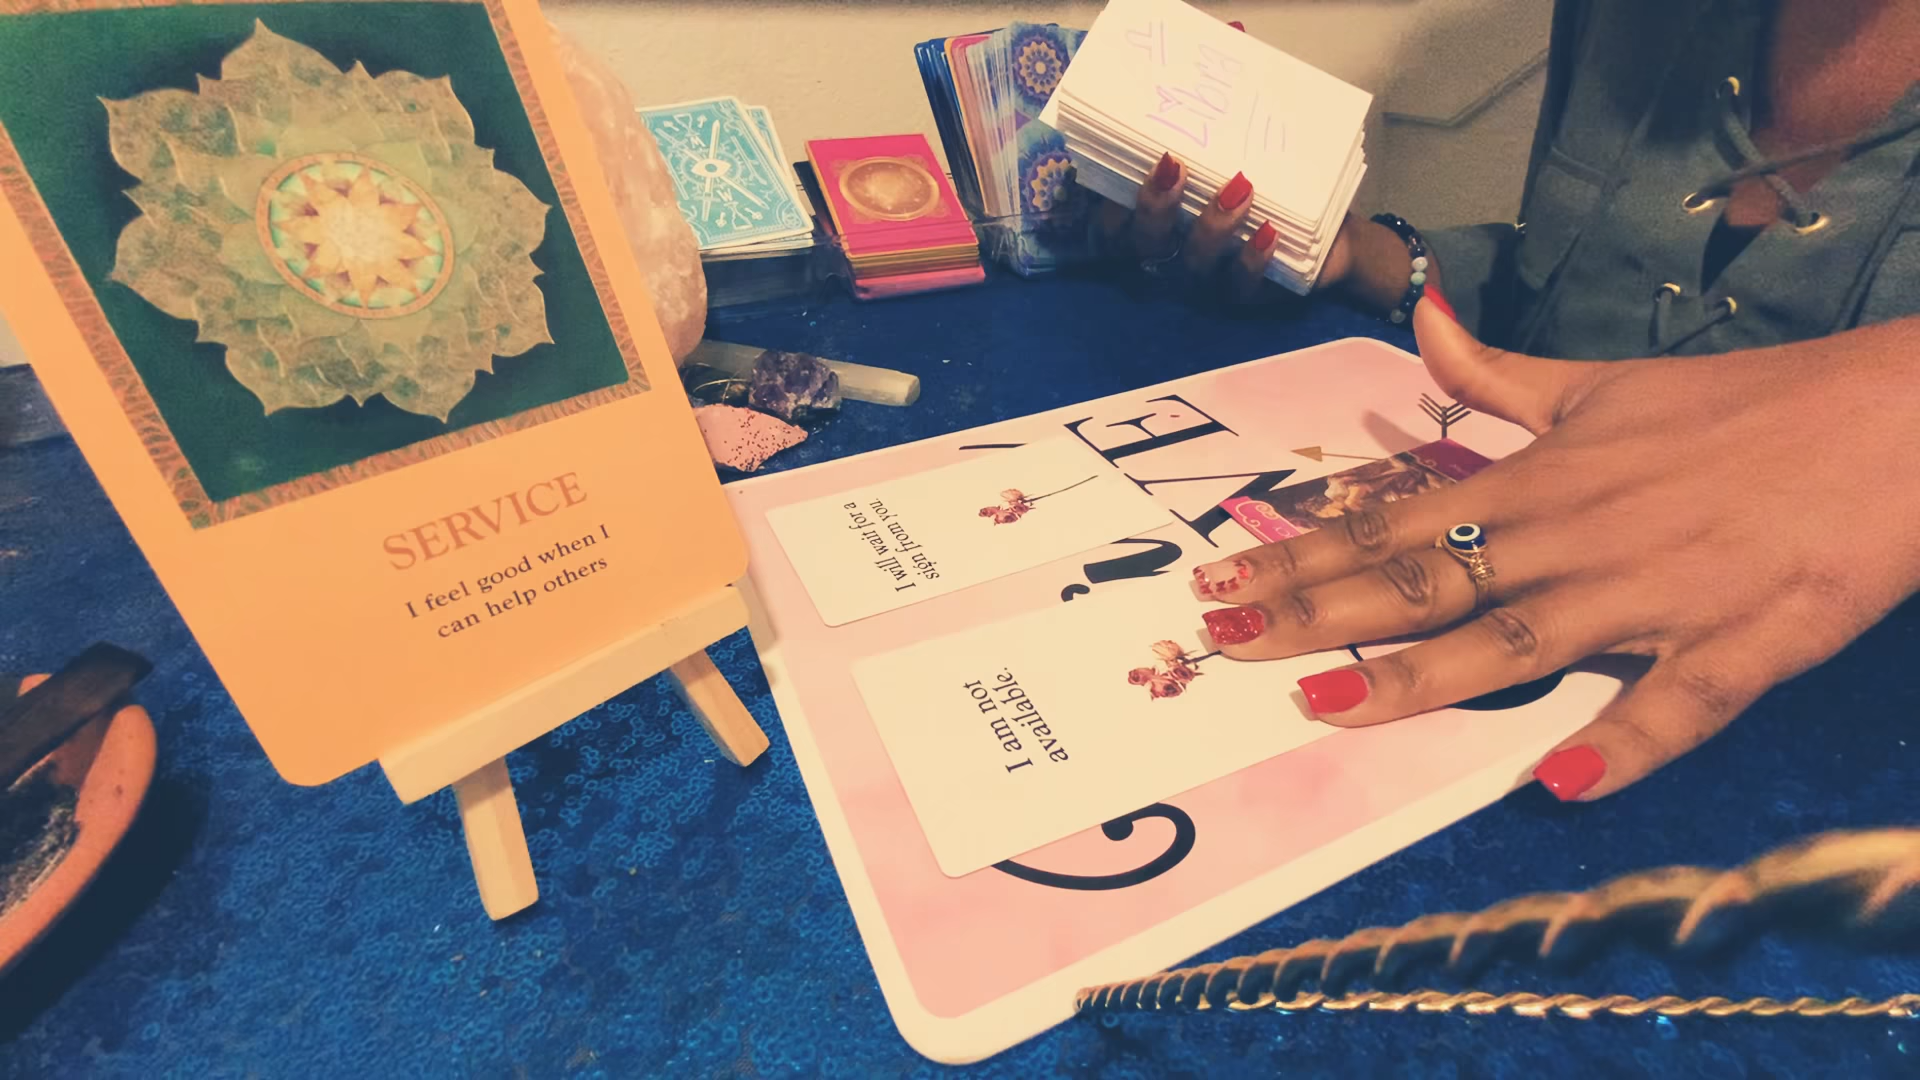 SERVICE
I feel good when I
can help others
I will wait for a
sign from you.
I am not
available.
Libra